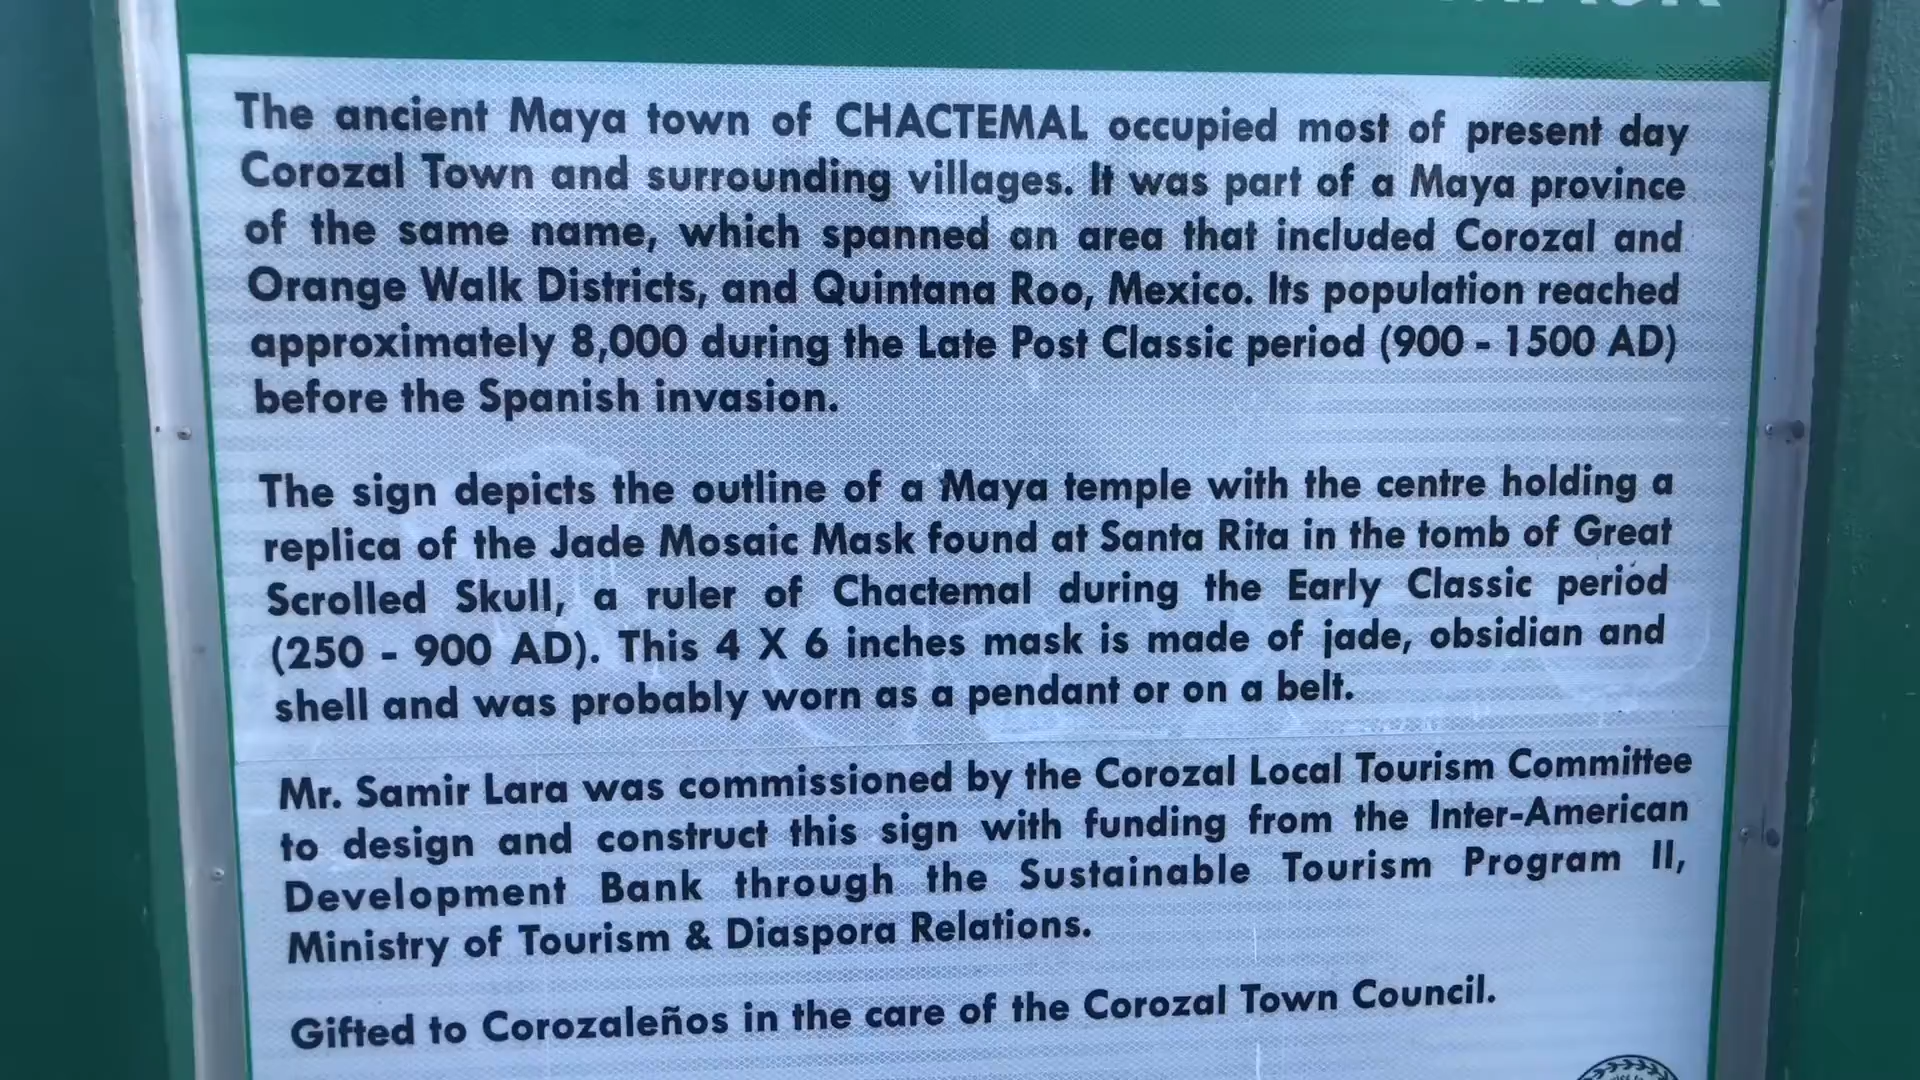 The ancient Maya town of CHACTEMAL occupied most of present day
Corozal Town and surrounding villages. It was part of a Maya province
of the same name, which spanned an area that included Corozal and
Orange Walk Districts, and Quintana Roo, Mexico. Its population reached
approximately 8,000 during the Late Post Classic period (900 - 1500 AD)
before the Spanish invasion.
The sign depicts the outline of a Maya temple with the centre holding a
replica of the Jade Mosaic Mask found at Santa Rita in the tomb of Great
Scrolled Skull, a ruler of Chactemal during the Early Classic period
(250 - 900 AD). This 4 X 6 inches mask is made of jade, obsidian and
shell and was probably worn as a pendant or on a belt.
Mr. Samir Lara was commissioned by the Corozal Local Tourism Committee
to design and construct this sign with funding from the Inter-American
Development Bank through the Sustainable Tourism Program II,
Ministry of Tourism & Diaspora Relations.
Gifted to Corozaleños in the care of the Corozal Town Council.